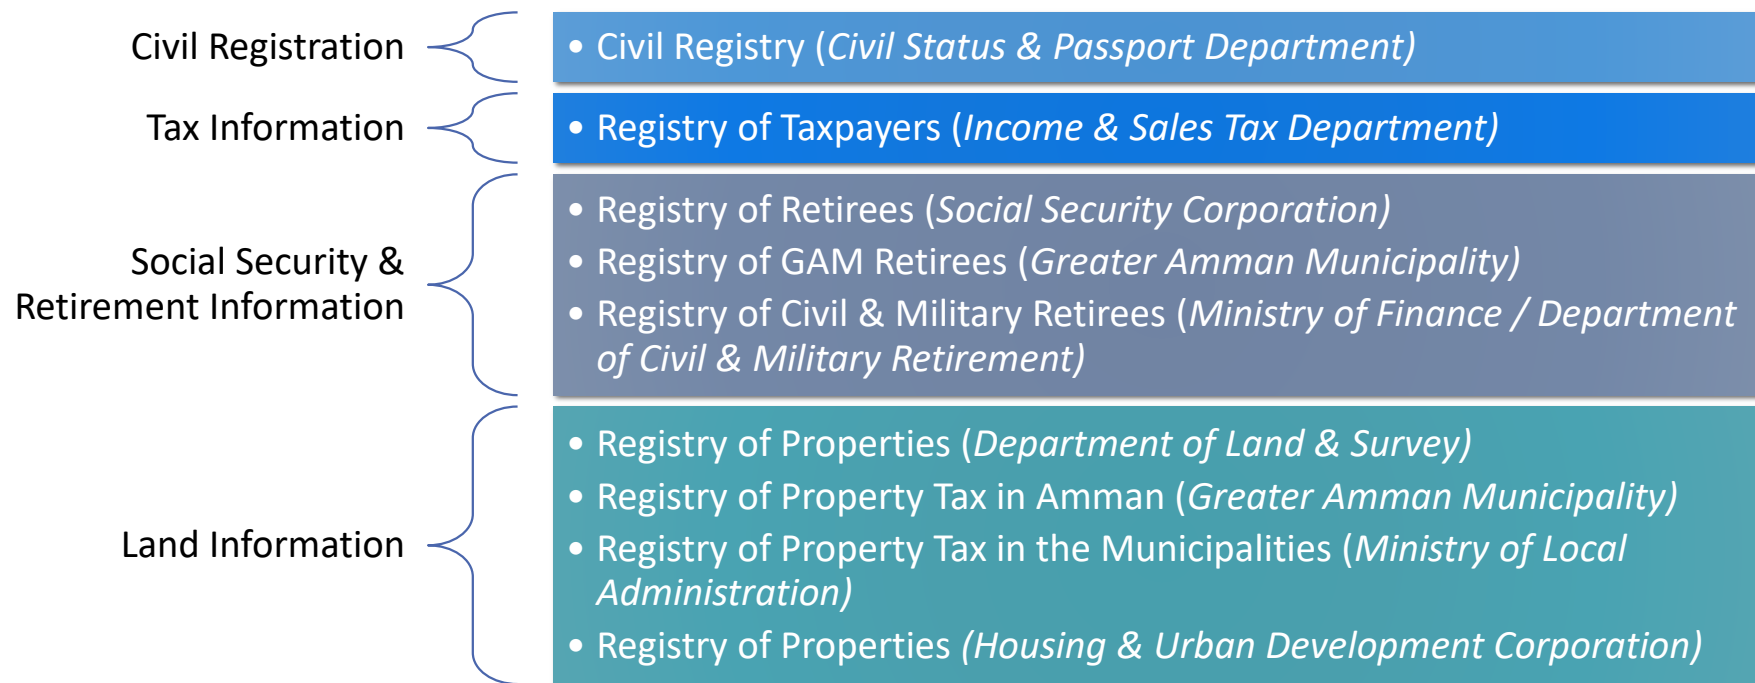 Civil Registration
• Civil Registry (Civil Status & Passport Department)
Tax Information
• Registry of Taxpayers (Income & Sales Tax Department)
Social Security &
Retirement Information
• Registry of Retirees (Social Security Corporation)
• Registry of GAM Retirees (Greater Amman Municipality)
• Registry of Civil & Military Retirees (Ministry of Finance / Department
of Civil & Military Retirement)
Land Information
• Registry of Properties (Department of Land & Survey)
• Registry of Property Tax in Amman (Greater Amman Municipality)
• Registry of Property Tax in the Municipalities (Ministry of Local
Administration)
• Registry of Properties (Housing & Urban Development Corporation)